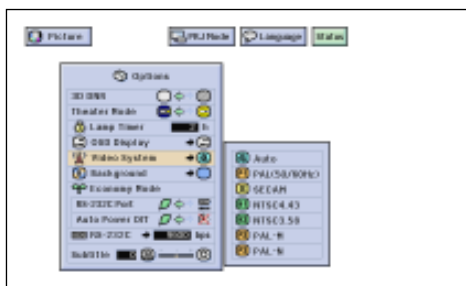 Picture
PRJ Mode
Language
Status
Options
3D DNR
Theater Mode
Lamp Timer h
OSD Display
Video System
Background
Economy Mode
RS-232C Port
Auto Power Off
RS-232C bps
Subtitle
Auto
PAL(50/60Hz)
SECAM
NTSC4.43
NTSC3.58
PAL-M
PAL-N